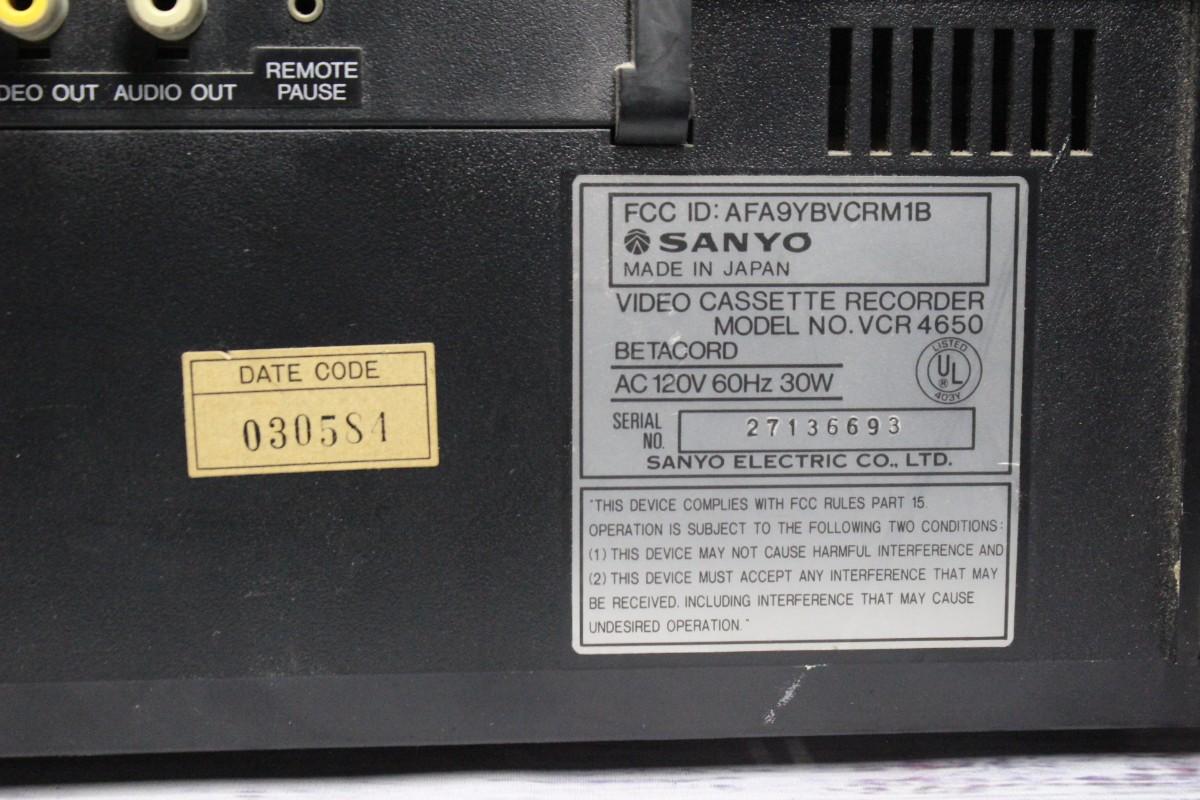 DEO OUT AUDIO OUT
REMOTE
PAUSE
FCC ID: AFA9YBVCRM1B
SANYO
MADE IN JAPAN
VIDEO CASSETTE RECORDER
MODEL NO. VCR 4650
BETACORD
AC 120V 60Hz 30W
LISTED
UL
®
403Y
SERIAL
NO.
27136693
SANYO ELECTRIC CO., LTD.
"THIS DEVICE COMPLIES WITH FCC RULES PART 15.
OPERATION IS SUBJECT TO THE FOLLOWING TWO CONDITIONS:
(1) THIS DEVICE MAY NOT CAUSE HARMFUL INTERFERENCE AND
(2) THIS DEVICE MUST ACCEPT ANY INTERFERENCE THAT MAY
BE RECEIVED. INCLUDING INTERFERENCE THAT MAY CAUSE
UNDESIRED OPERATION."
DATE CODE
030584